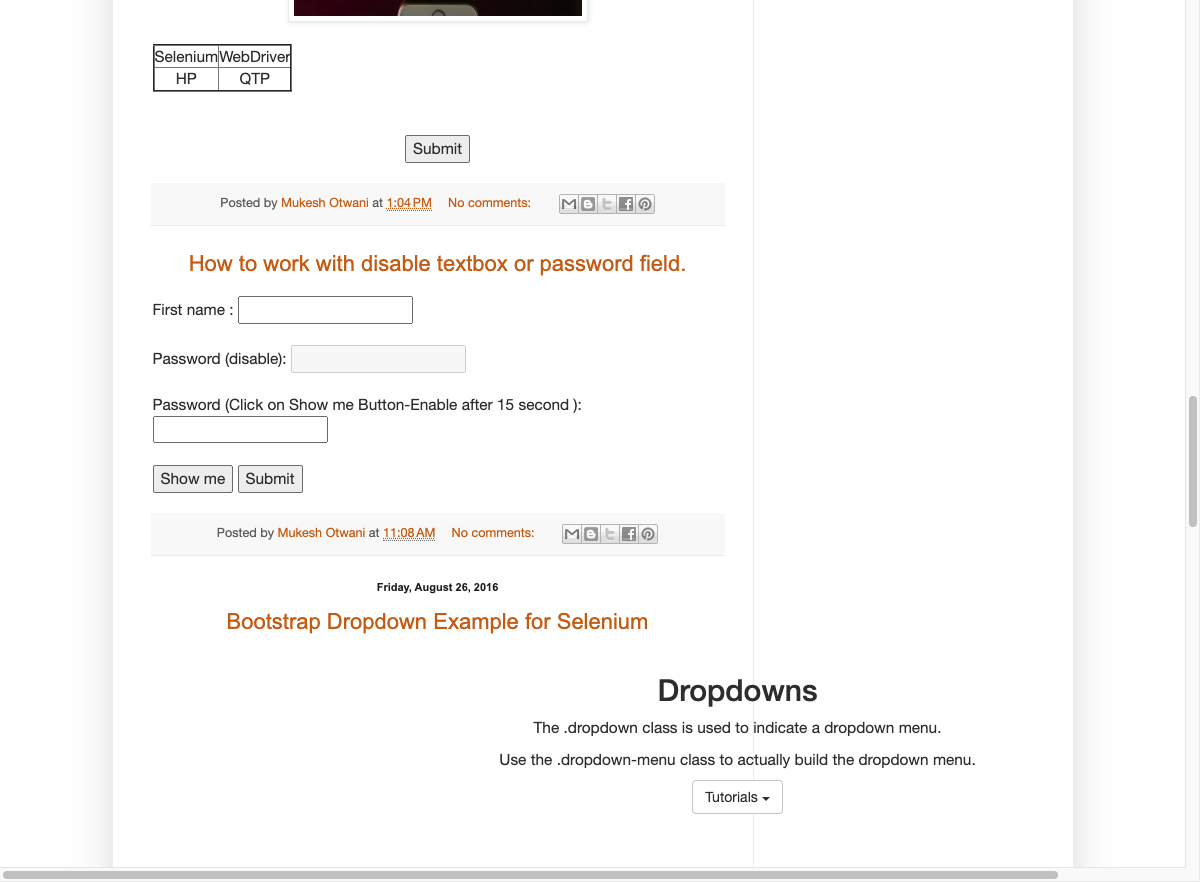 Selenium WebDriver
HP QTP
Submit
Posted by Mukesh Otwani at 1:04 PM No comments:
How to work with disable textbox or password field.
First name :
Password (disable):
Password (Click on Show me Button-Enable after 15 second ):
Show me Submit
Posted by Mukesh Otwani at 11:08 AM No comments:
Friday, August 26, 2016
Bootstrap Dropdown Example for Selenium
Dropdowns
The .dropdown class is used to indicate a dropdown menu.
Use the .dropdown-menu class to actually build the dropdown menu.
Tutorials